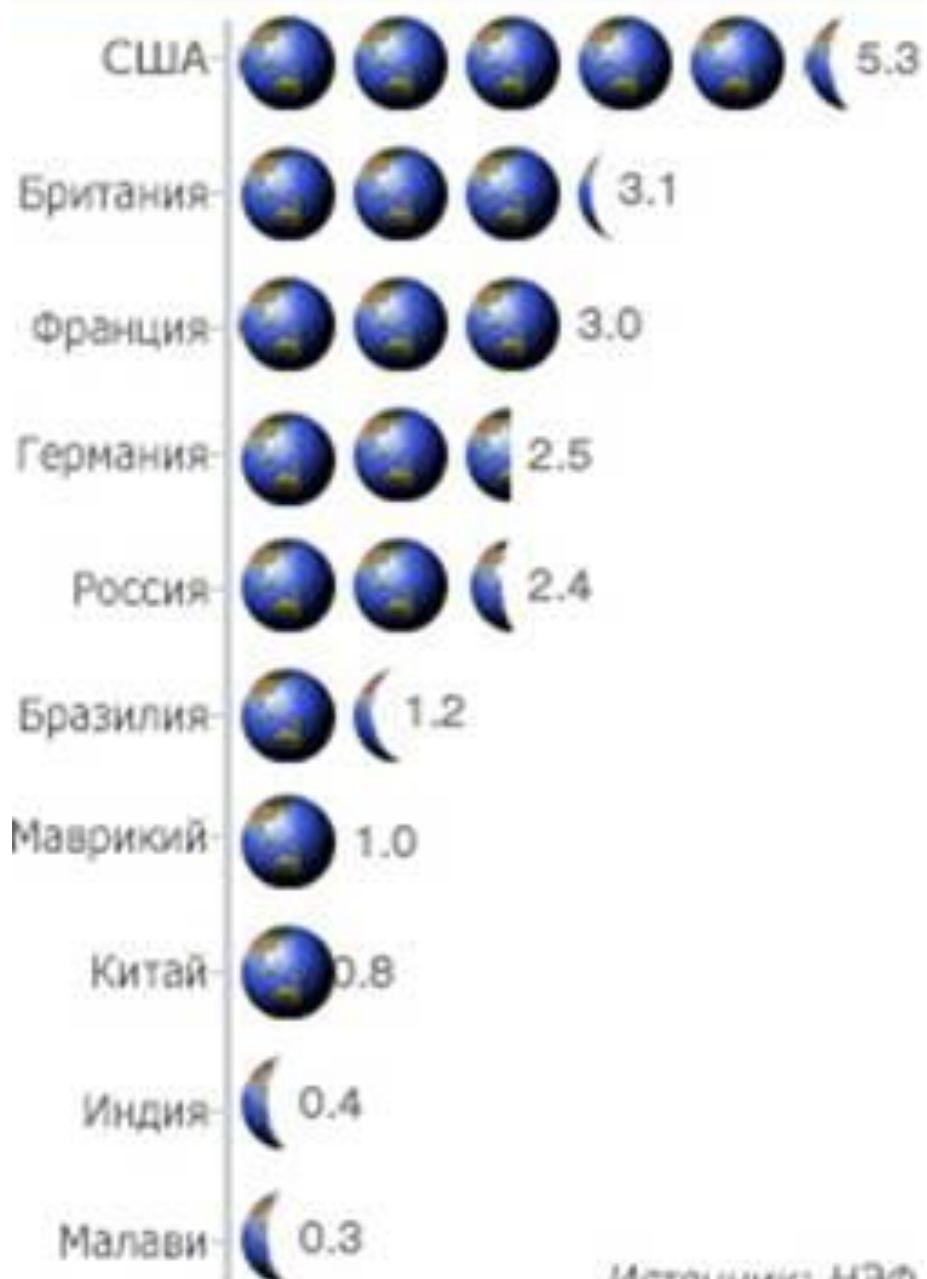 США 5.3
Британия 3.1
Франция 3.0
Германия 2.5
Россия 2.4
Бразилия 1.2
Маврикий 1.0
Китай 0.8
Индия 0.4
Малави 0.3